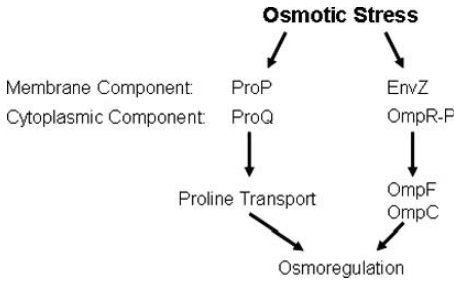 Osmotic Stress
Membrane Component: ProP EnvZ
Cytoplasmic Component: ProQ OmpR-P
Proline Transport OmpF
OmpC
Osmoregulation